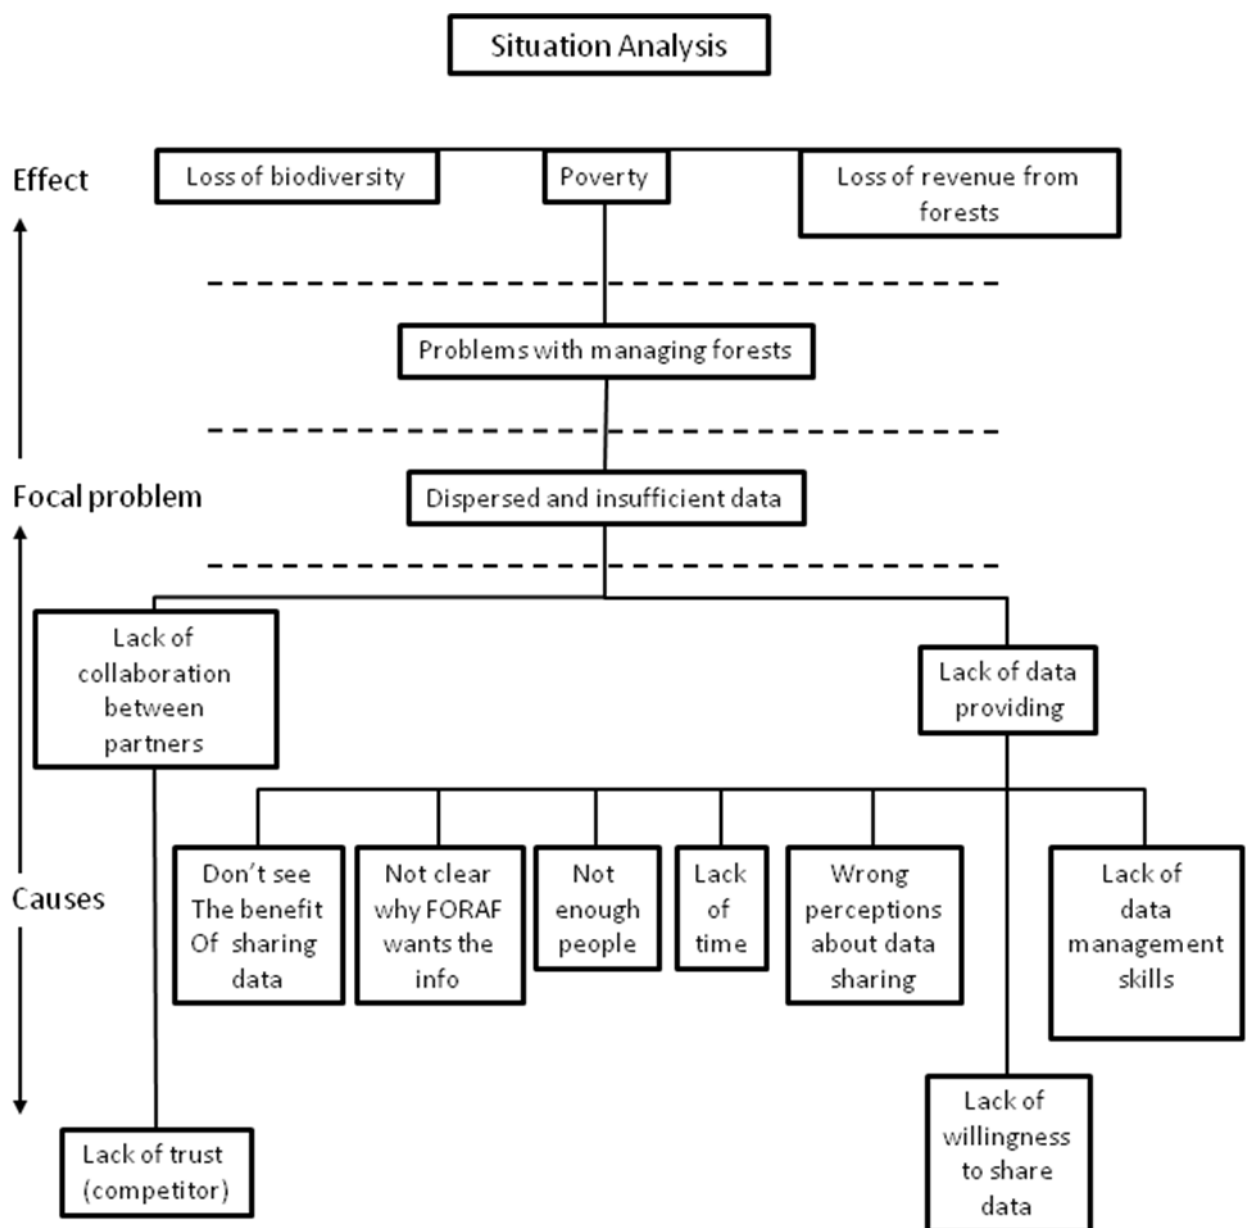 Situation Analysis
Effect
Loss of biodiversity
Poverty
Loss of revenue from
forests
Problems with managing forests
Focal problem
Dispersed and insufficient data
Lack of
collaboration
between
partners
Lack of data
providing
Causes
Don't see
The benefit
Of sharing
data
Not clear
why FORAF
wants the
info
Not
enough
people
Lack
of
time
Wrong
perceptions
about data
sharing
Lack of
data
management
skills
Lack of trust
(competitor)
Lack of
willingness
to share
data